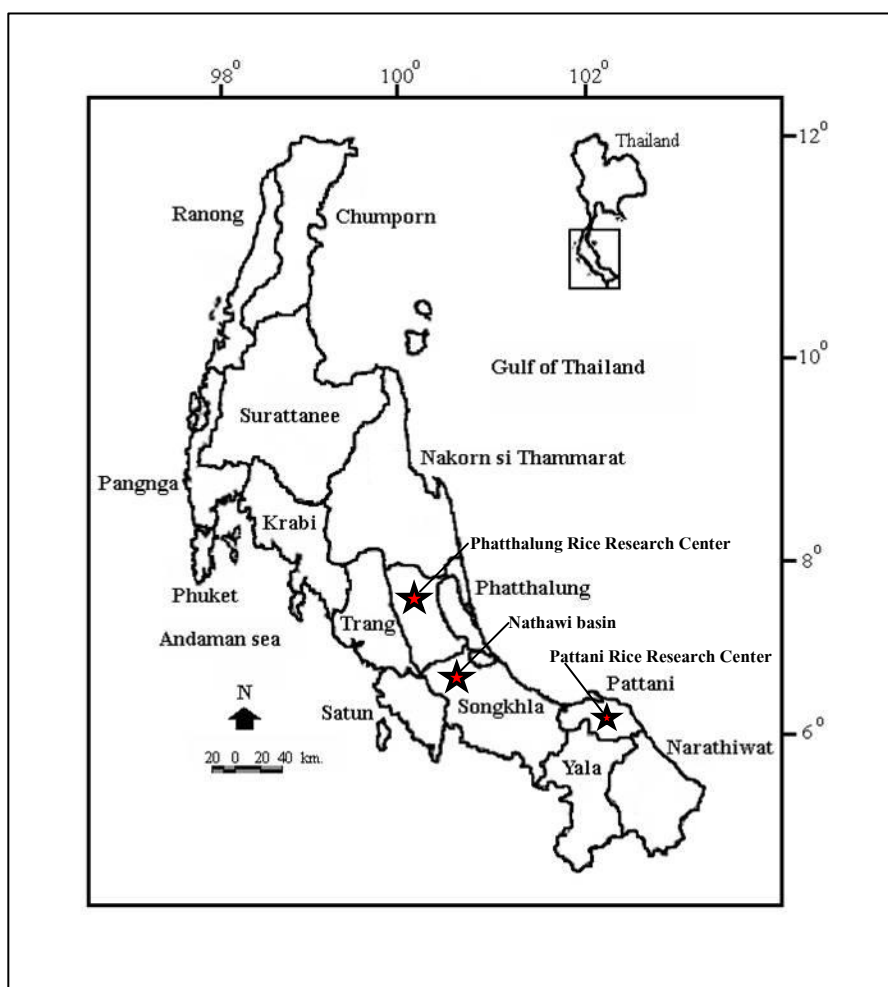 98⁰ 100⁰ 102⁰
12⁰
Thailand
Ranong
Chumporn
10⁰
Gulf of Thailand
Surattanee
Nakorn si Thammarat
Pangnga
Krabi
Phatthalung Rice Research Center
8⁰
Phatthalung
Phuket
Trang
Nathawi basin
Andaman sea
Pattani Rice Research Center
Pattani
N
Satun
Songkhla
6⁰
Narathiwat
Yala
20 0 20 40 km.